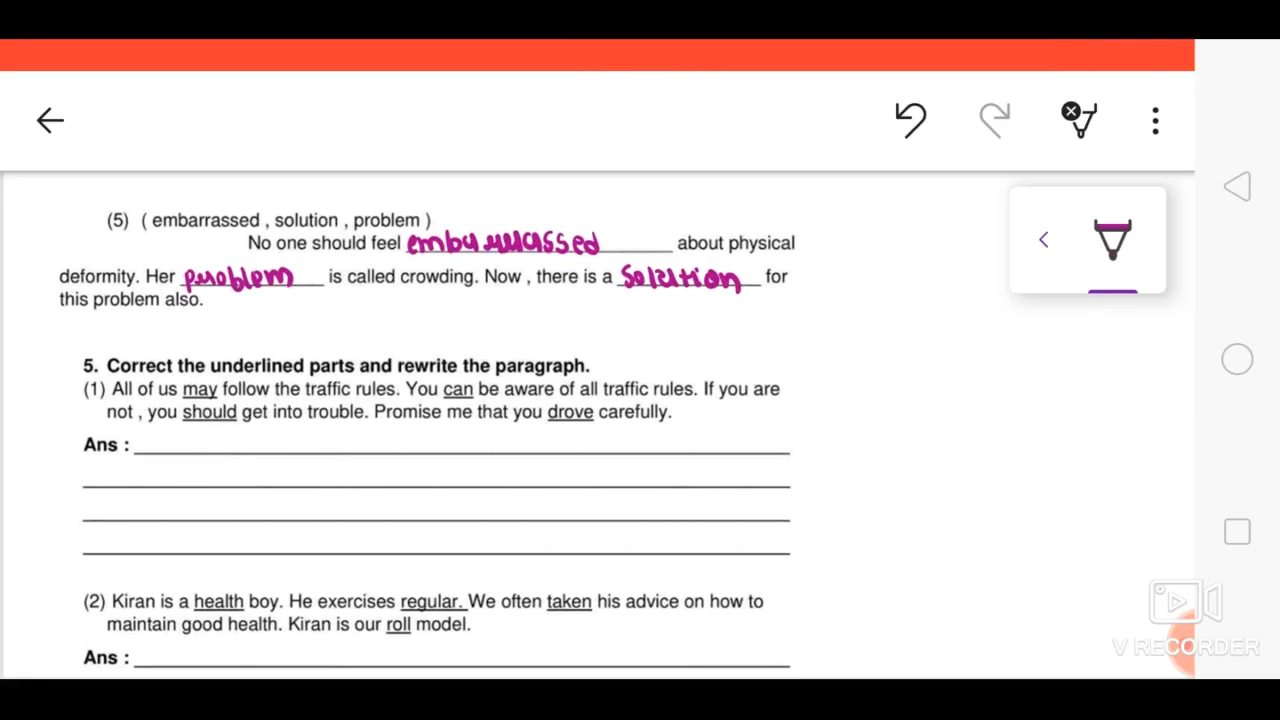 (5) ( embarrassed , solution , problem )
No one should feel embarrassed about physical
deformity. Her problem is called crowding. Now , there is a solution for
this problem also.
5. Correct the underlined parts and rewrite the paragraph.
(1) All of us may follow the traffic rules. You can be aware of all traffic rules. If you are
not , you should get into trouble. Promise me that you drove carefully.
Ans :
(2) Kiran is a health boy. He exercises regular. We often taken his advice on how to
maintain good health. Kiran is our roll model.
Ans :
V RECORDER